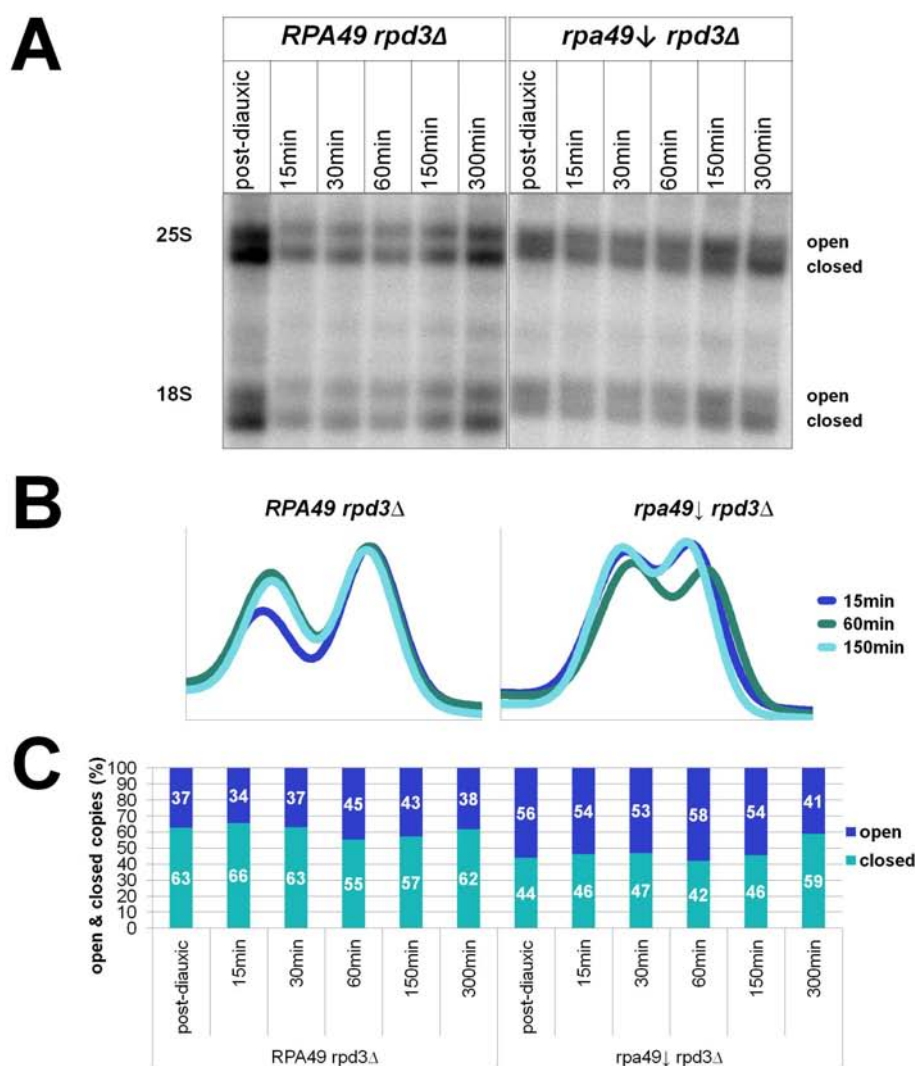 A
RPA49 rpd3Δ
rpa49↓ rpd3Δ
post-diauxic
15min
30min
60min
150min
300min
post-diauxic
15min
30min
60min
150min
300min
25S
open
closed
18S
open
closed
B
RPA49 rpd3Δ
rpa49↓ rpd3Δ
15min
60min
150min
C
open & closed copies (%)
100
90
80
70
60
50
40
30
20
10
0
37 34 37 45 43 38 56 54 53 58 54 41
63 66 63 55 57 62 44 46 47 42 46 59
open
closed
post-diauxic
15min
30min
60min
150min
300min
post-diauxic
15min
30min
60min
150min
300min
RPA49 rpd3Δ
rpa49↓ rpd3Δ